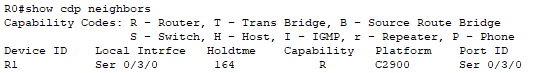 R0#show cdp neighbors
Capability Codes: R - Router, T - Trans Bridge, B - Source Route Bridge
S - Switch, H - Host, I - IGMP, r - Repeater, P - Phone
Device ID Local Intrfce Holdtme Capability Platform Port ID
R1 Ser 0/3/0 164 R C2900 Ser 0/3/0